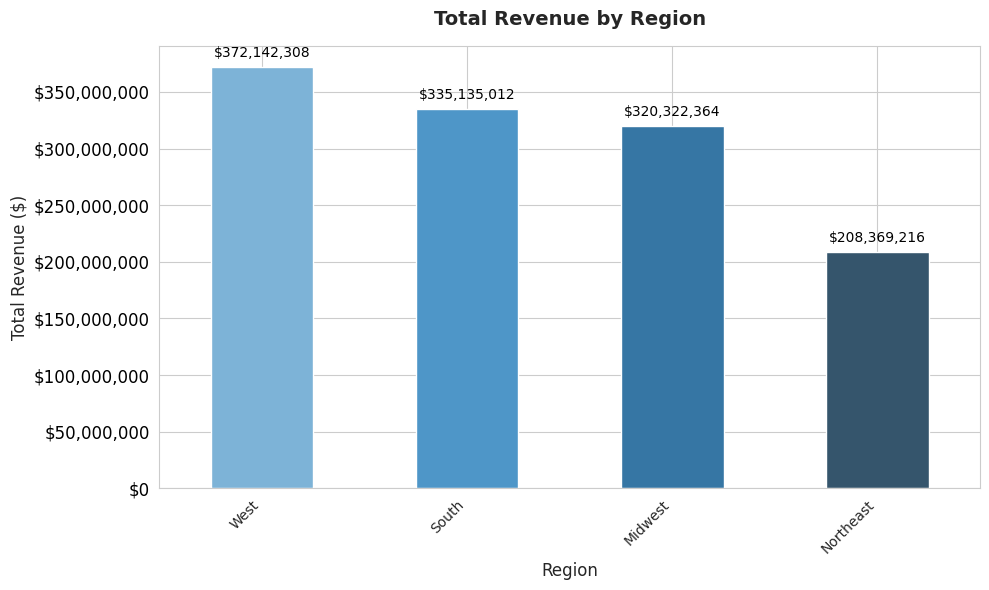 Total Revenue by Region
Total Revenue ($)
$350,000,000
$300,000,000
$250,000,000
$200,000,000
$150,000,000
$100,000,000
$50,000,000
$0
$372,142,308
$335,135,012
$320,322,364
$208,369,216
West
South
Midwest
Northeast
Region